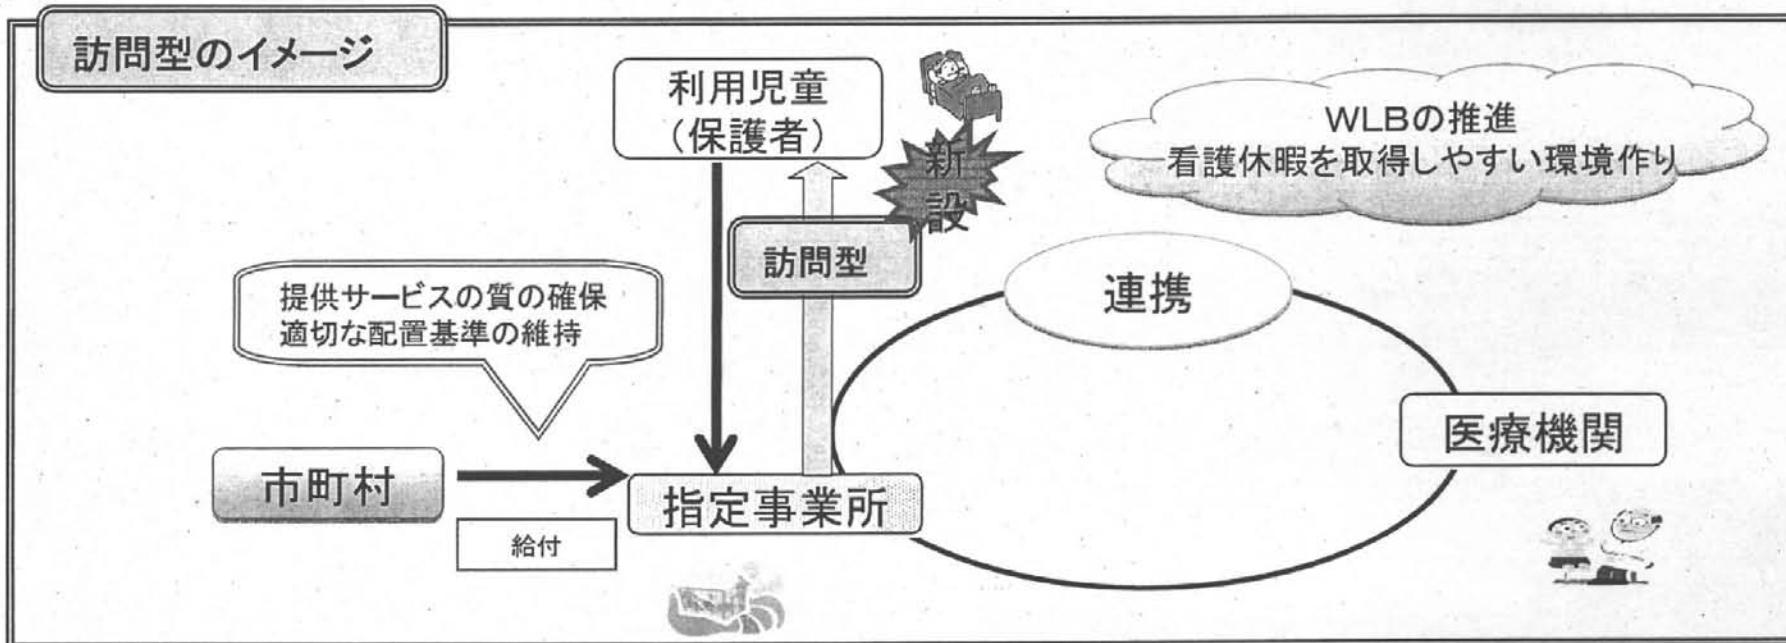 訪問型のイメージ
利用児童
(保護者)
新
設
WLBの推進
看護休暇を取得しやすい環境作り
訪問型
連携
提供サービスの質の確保
適切な配置基準の維持
医療機関
市町村
指定事業所
給付